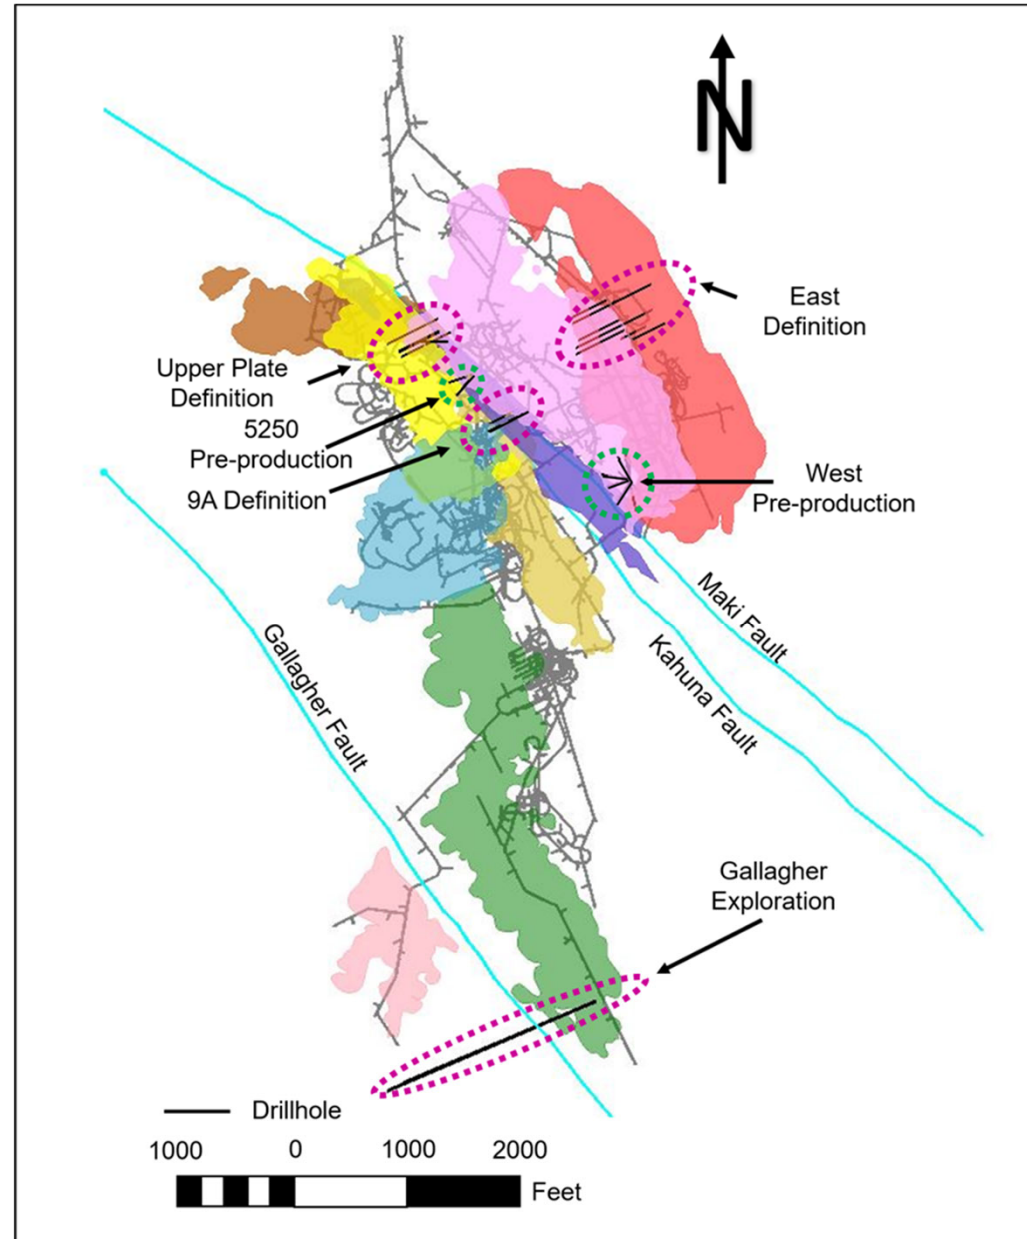 N
East
Definition
Upper Plate
Definition
5250
Pre-production
9A Definition
West
Pre-production
Maki Fault
Kahuna Fault
Gallagher Fault
Gallagher
Exploration
Drillhole
1000 0 1000 2000
Feet